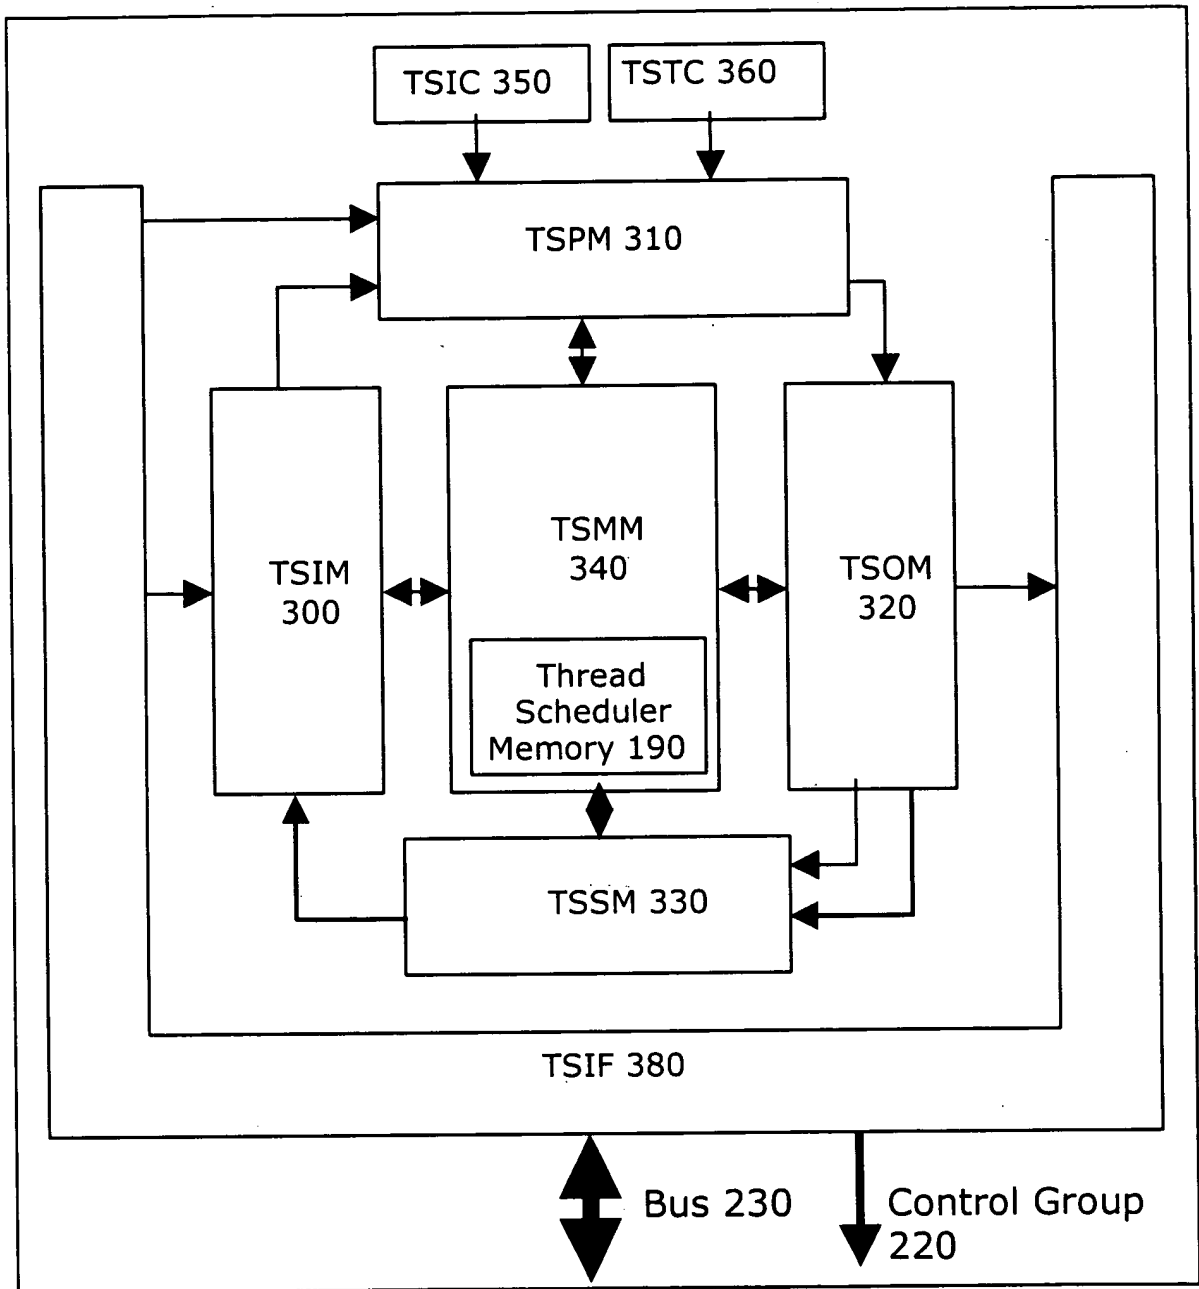 TSIC 350
TSTC 360
TSPM 310
TSIM
300
TSMM
340
TSOM
320
Thread
Scheduler
Memory 190
TSSM 330
TSIF 380
Bus 230
Control Group
220